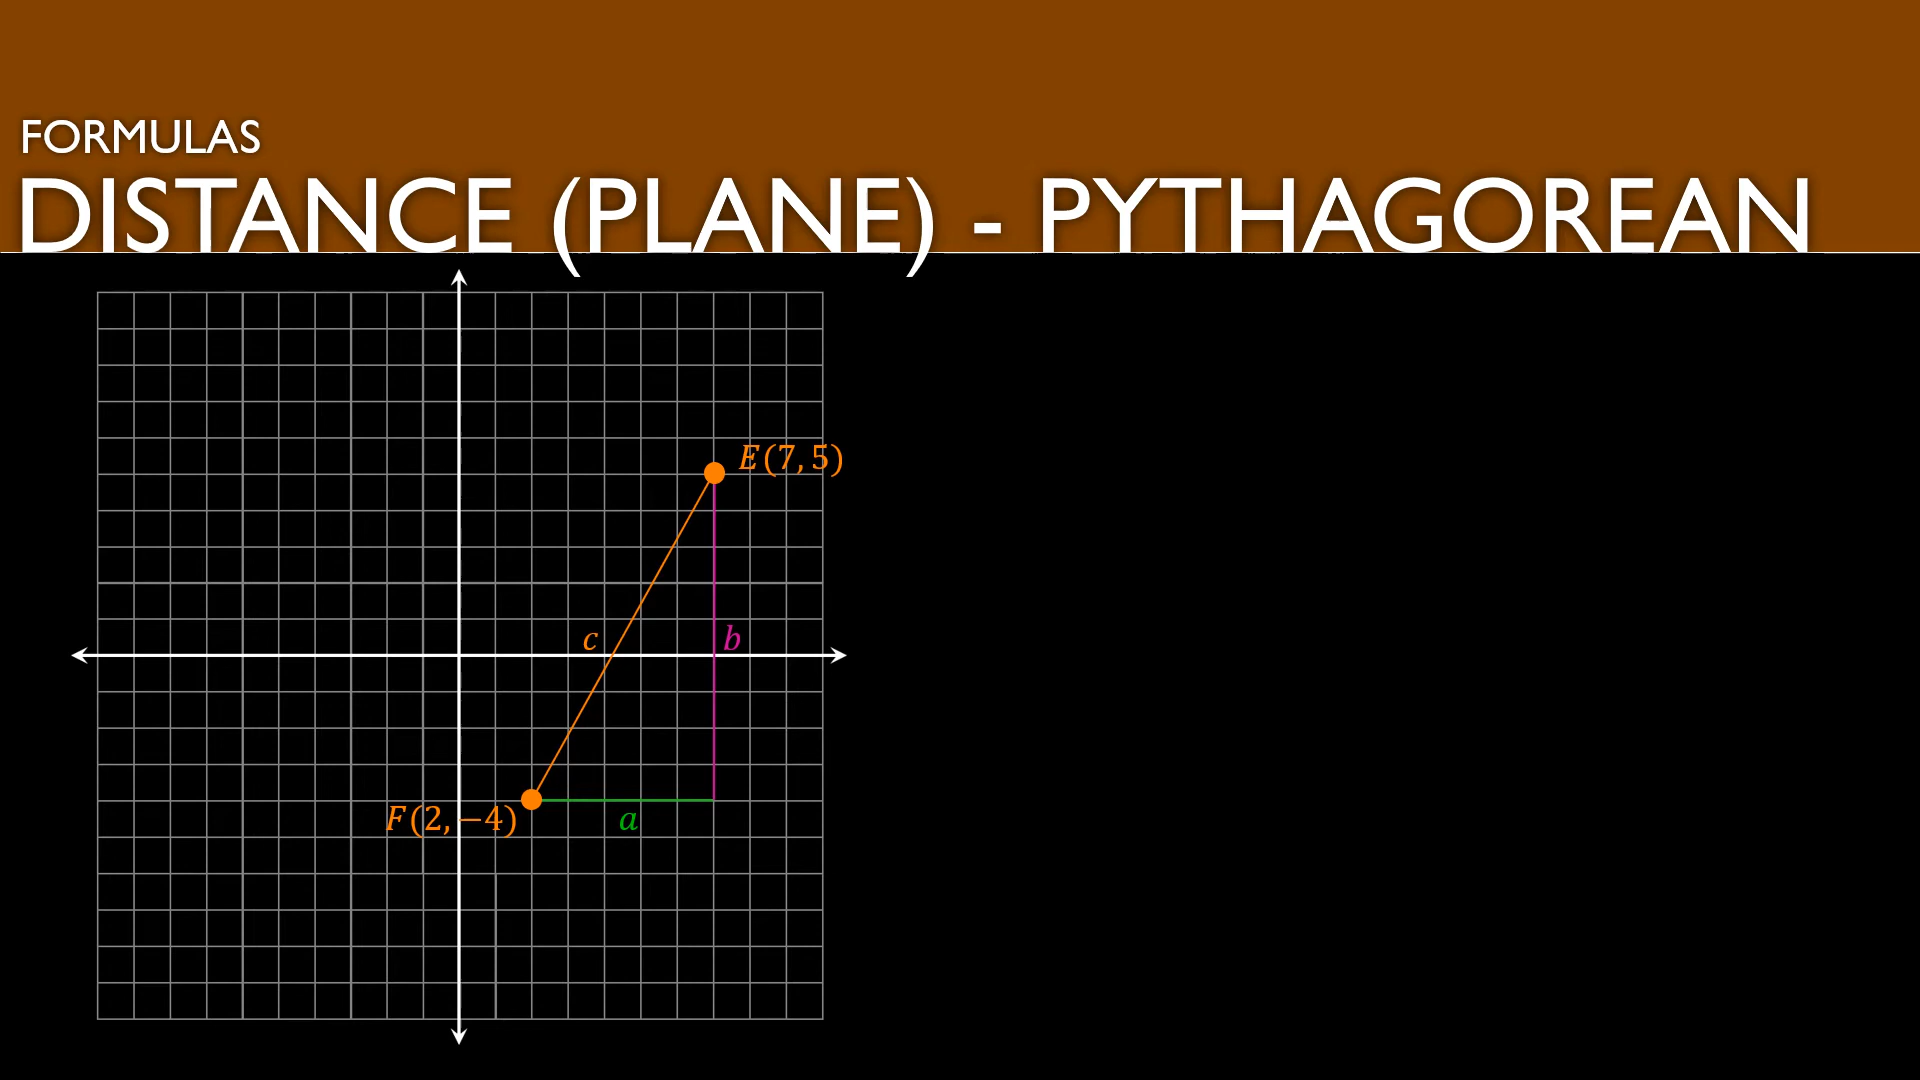 FORMULAS
DISTANCE (PLANE) - PYTHAGOREAN
E(7, 5)
c
b
F(2, −4)
a